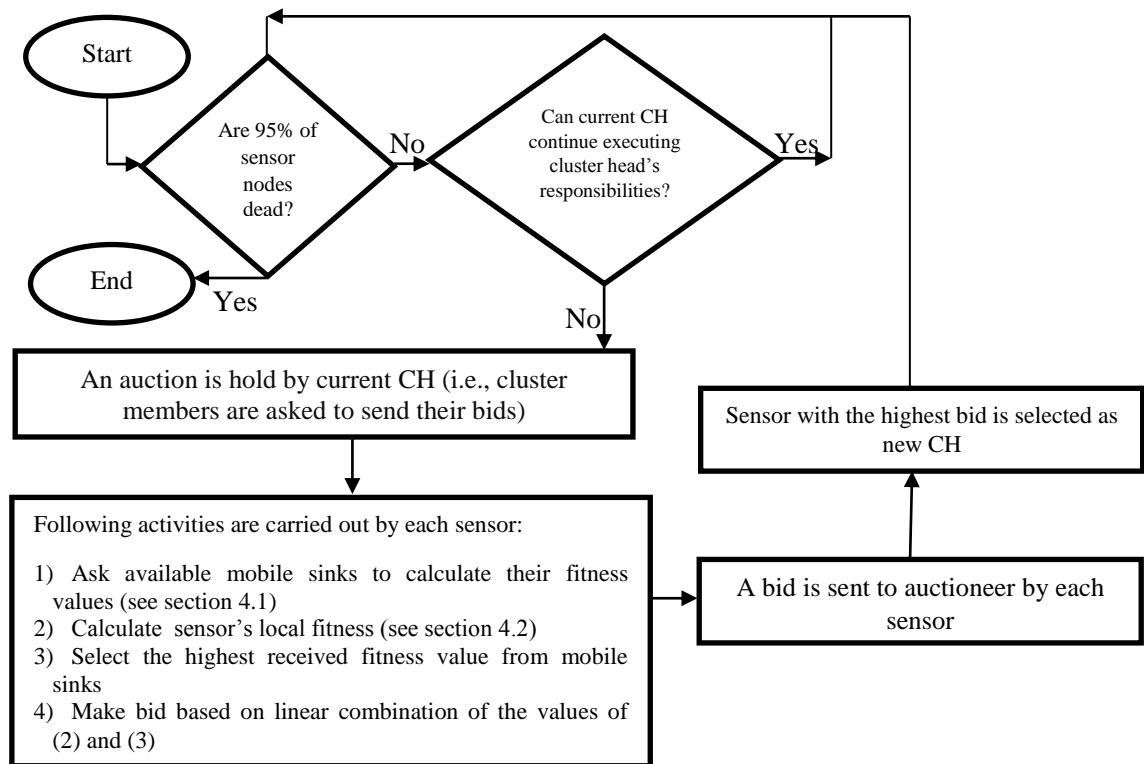 Start
Are 95% of
sensor
nodes
dead?
No
Can current CH
continue executing
cluster head’s
responsibilities?
Yes
End
Yes
No
An auction is hold by current CH (i.e., cluster
members are asked to send their bids)
Sensor with the highest bid is selected as
new CH
Following activities are carried out by each sensor:
1) Ask available mobile sinks to calculate their fitness
values (see section 4.1)
2) Calculate sensor’s local fitness (see section 4.2)
3) Select the highest received fitness value from mobile
sinks
4) Make bid based on linear combination of the values of
(2) and (3)
A bid is sent to auctioneer by each
sensor